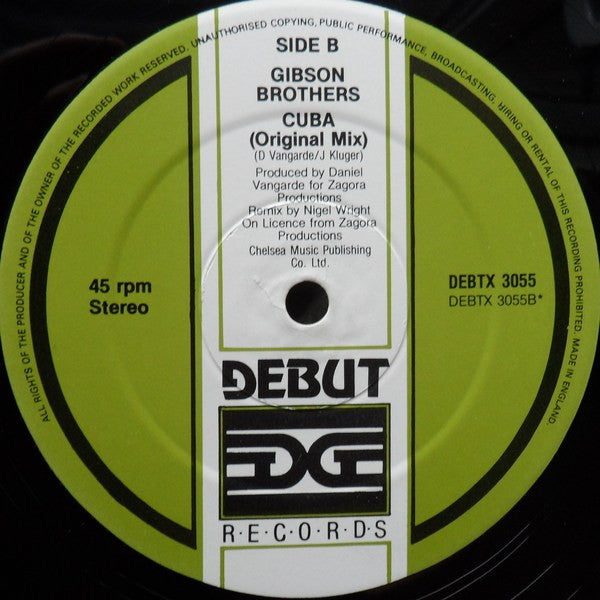 ALL RIGHTS OF THE PRODUCER AND OF THE OWNER OF THE RECORDED WORK RESERVED. UNAUTHORISED COPYING, PUBLIC PERFORMANCE, BROADCASTING, HIRING OR RENTAL OF THIS RECORDING PROHIBITED. MADE IN ENGLAND.
SIDE B
GIBSON
BROTHERS
CUBA
(Original Mix)
(D Vangarde/J Kluger)
Produced by Daniel
Vangarde for Zagora
Productions
Remix by Nigel Wright
On Licence from Zagora
Productions
Chelsea Music Publishing
Co. Ltd.
45 rpm
Stereo
DEBTX 3055
DEBTX 3055B*
DEBUT
EDGE
R·E·C·O·R·D·S